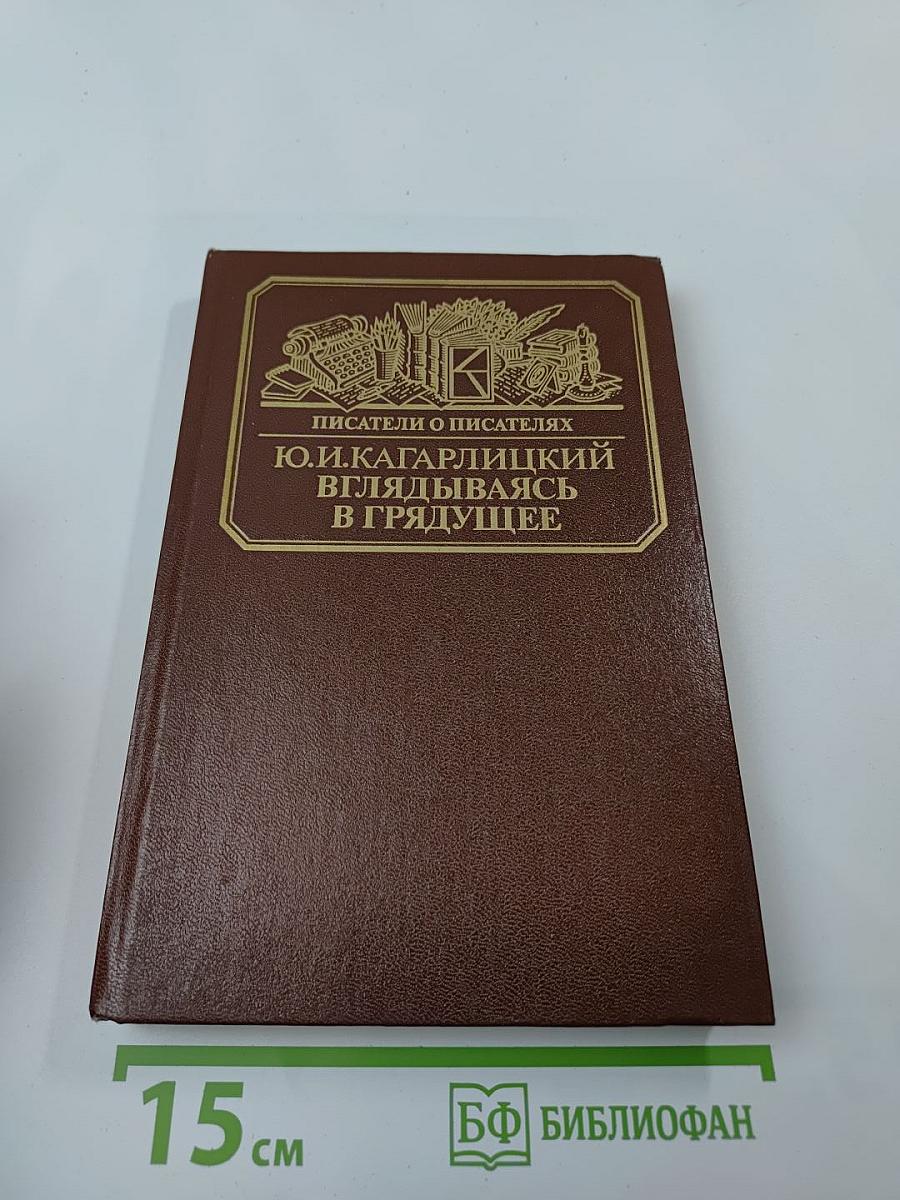 ПИСАТЕЛИ О ПИСАТЕЛЯХ
Ю.И.КАГАРЛИЦКИЙ
ВГЛЯДЫВАЯСЬ
В ГРЯДУЩЕЕ
15 см
БФ БИБЛИОФАН